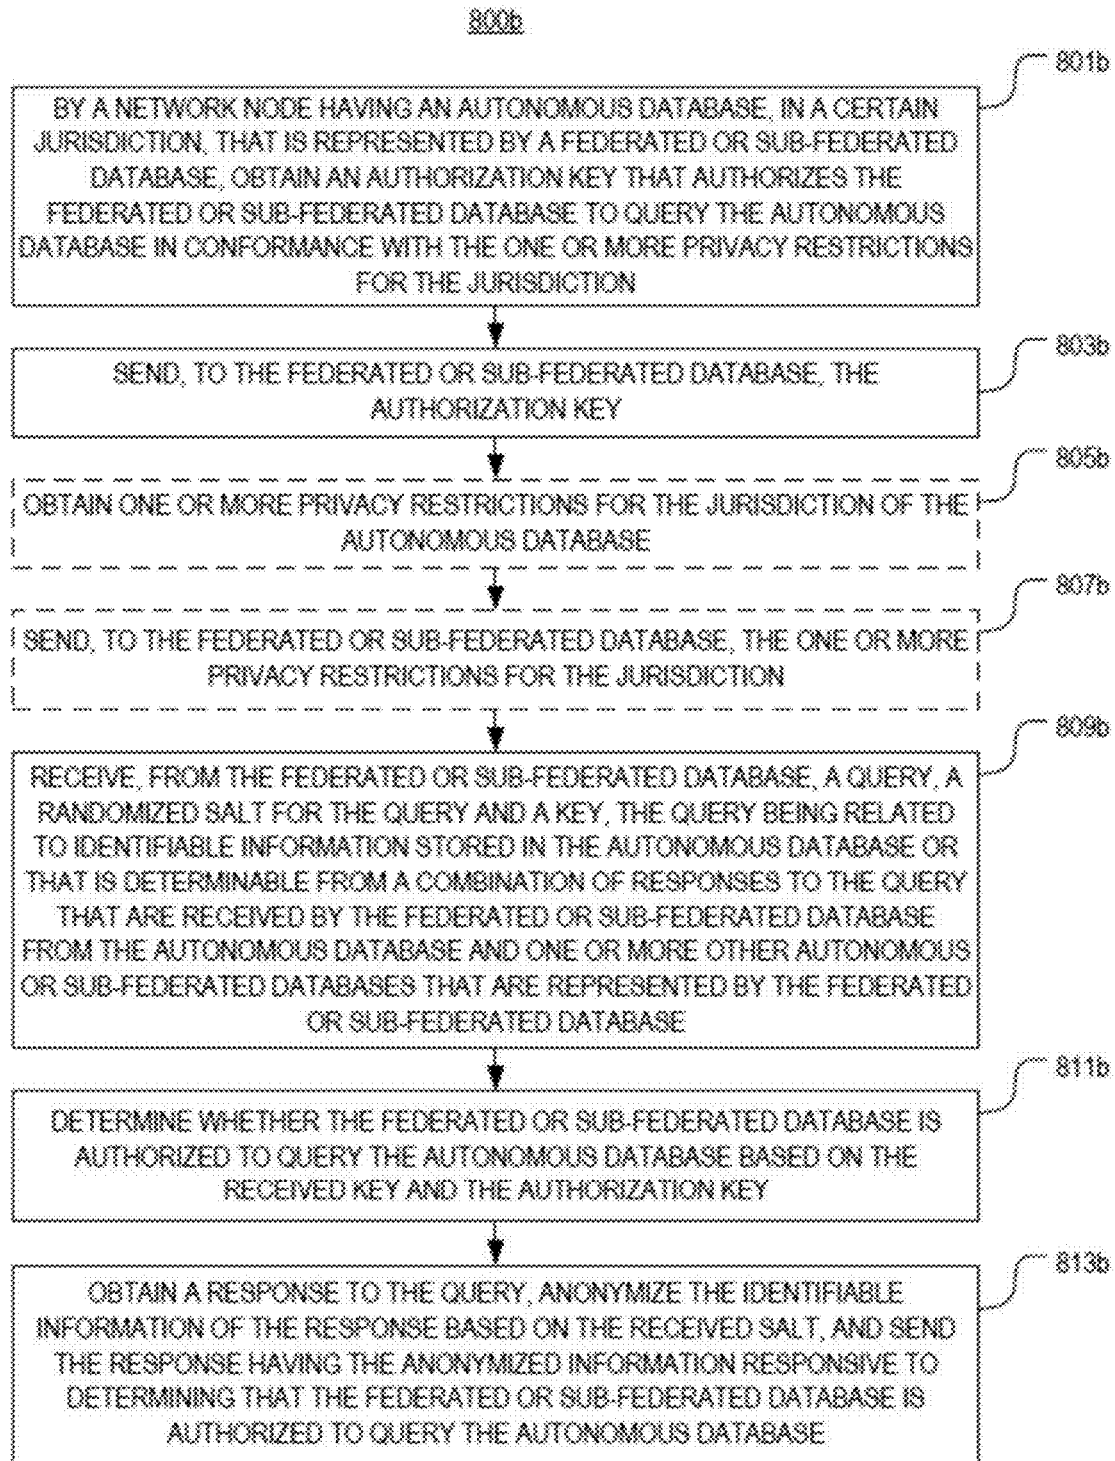 800b
801b
BY A NETWORK NODE HAVING AN AUTONOMOUS DATABASE, IN A CERTAIN
JURISDICTION, THAT IS REPRESENTED BY A FEDERATED OR SUB-FEDERATED
DATABASE, OBTAIN AN AUTHORIZATION KEY THAT AUTHORIZES THE
FEDERATED OR SUB-FEDERATED DATABASE TO QUERY THE AUTONOMOUS
DATABASE IN CONFORMANCE WITH THE ONE OR MORE PRIVACY RESTRICTIONS
FOR THE JURISDICTION
803b
SEND, TO THE FEDERATED OR SUB-FEDERATED DATABASE, THE
AUTHORIZATION KEY
805b
OBTAIN ONE OR MORE PRIVACY RESTRICTIONS FOR THE JURISDICTION OF THE
AUTONOMOUS DATABASE
807b
SEND, TO THE FEDERATED OR SUB-FEDERATED DATABASE, THE ONE OR MORE
PRIVACY RESTRICTIONS FOR THE JURISDICTION
809b
RECEIVE, FROM THE FEDERATED OR SUB-FEDERATED DATABASE, A QUERY, A
RANDOMIZED SALT FOR THE QUERY AND A KEY, THE QUERY BEING RELATED
TO IDENTIFIABLE INFORMATION STORED IN THE AUTONOMOUS DATABASE OR
THAT IS DETERMINABLE FROM A COMBINATION OF RESPONSES TO THE QUERY
THAT ARE RECEIVED BY THE FEDERATED OR SUB-FEDERATED DATABASE
FROM THE AUTONOMOUS DATABASE AND ONE OR MORE OTHER AUTONOMOUS
OR SUB-FEDERATED DATABASES THAT ARE REPRESENTED BY THE FEDERATED
OR SUB-FEDERATED DATABASE
811b
DETERMINE WHETHER THE FEDERATED OR SUB-FEDERATED DATABASE IS
AUTHORIZED TO QUERY THE AUTONOMOUS DATABASE BASED ON THE
RECEIVED KEY AND THE AUTHORIZATION KEY
813b
OBTAIN A RESPONSE TO THE QUERY, ANONYMIZE THE IDENTIFIABLE
INFORMATION OF THE RESPONSE BASED ON THE RECEIVED SALT, AND SEND
THE RESPONSE HAVING THE ANONYMIZED INFORMATION RESPONSIVE TO
DETERMINING THAT THE FEDERATED OR SUB-FEDERATED DATABASE IS
AUTHORIZED TO QUERY THE AUTONOMOUS DATABASE